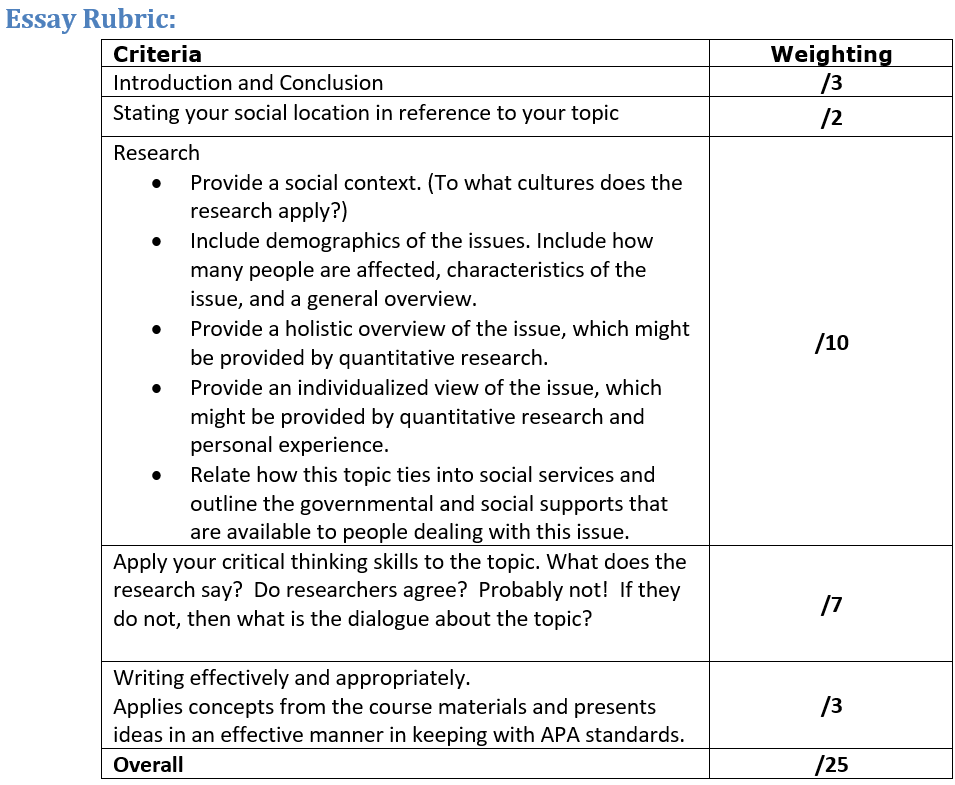 Essay Rubric:
Criteria Weighting
Introduction and Conclusion /3
Stating your social location in reference to your topic /2
Research
• Provide a social context. (To what cultures does the
research apply?)
• Include demographics of the issues. Include how
many people are affected, characteristics of the
issue, and a general overview.
• Provide a holistic overview of the issue, which might
be provided by quantitative research.
/10
• Provide an individualized view of the issue, which
might be provided by quantitative research and
personal experience.
• Relate how this topic ties into social services and
outline the governmental and social supports that
are available to people dealing with this issue.
Apply your critical thinking skills to the topic. What does the
research say?  Do researchers agree?  Probably not!  If they
do not, then what is the dialogue about the topic?
/7
Writing effectively and appropriately.
Applies concepts from the course materials and presents
ideas in an effective manner in keeping with APA standards.
/3
Overall /25